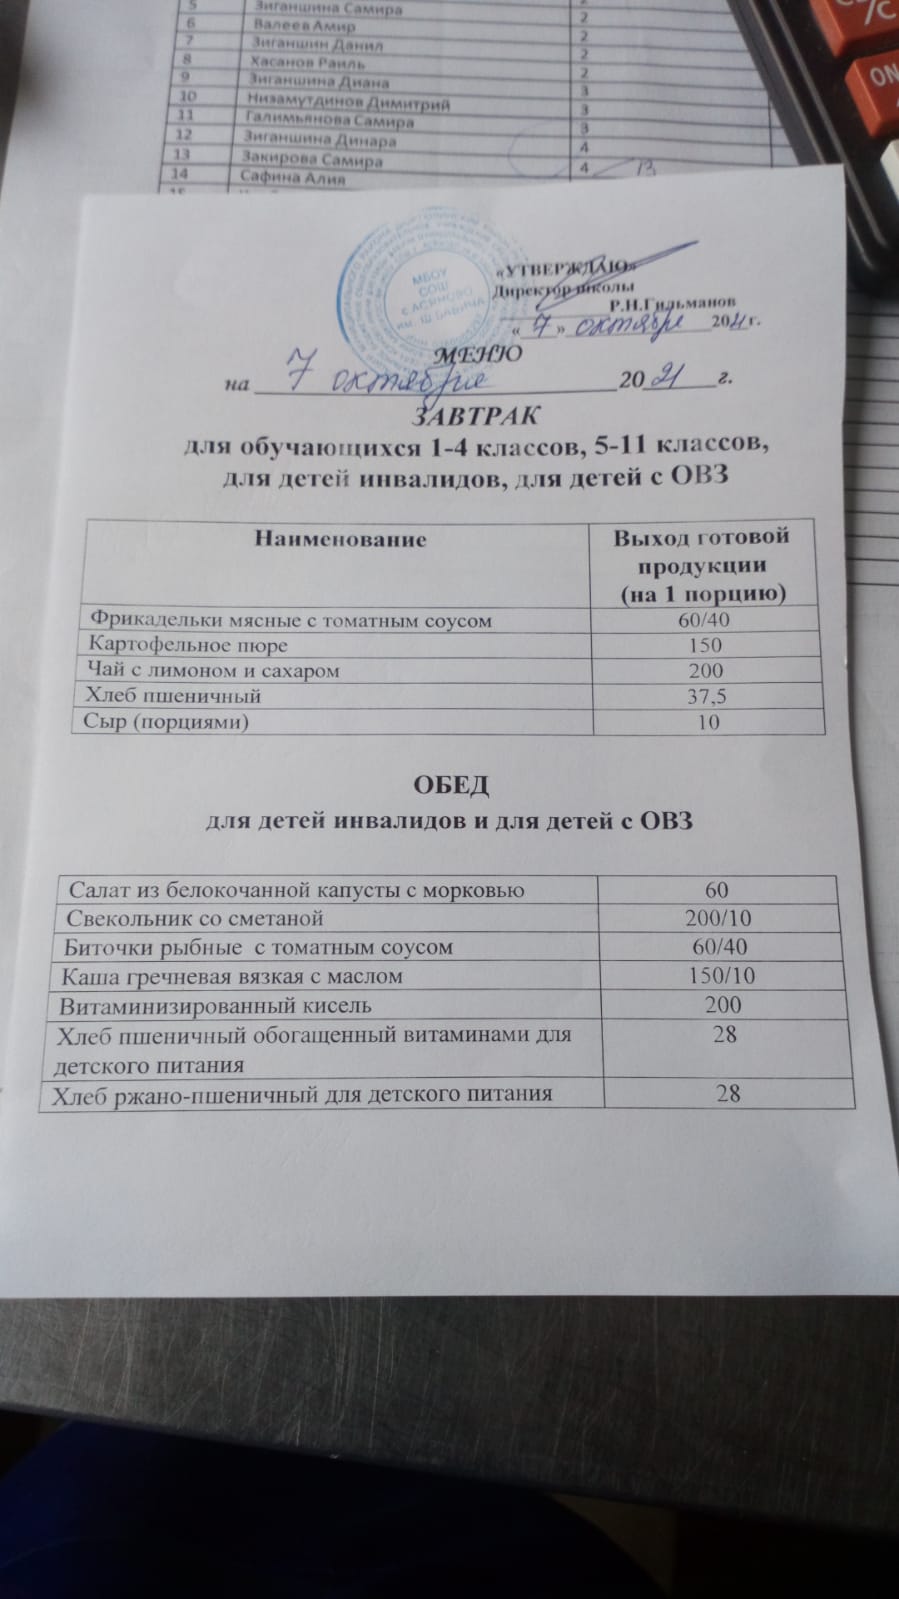 5 Зиганшина Самира 2
6 Валеев Амир 2
7 Зиганшин Данил 2
8 Хасанов Раиль 2
9 Зиганшина Диана 2
10 Низамутдинов Димитрий 3
11 Галимьянова Самира 3
12 Зиганшина Динара 3
13 Закирова Самира 4
14 Сафина Алия 4
ON
МБОУ
СОШ
с.АСЯНОВО
им. Ш.БАБИЧА
«УТВЕРЖДАЮ»
Директор школы
Р.Н.Гильманов
«7» октября 2021г.
МЕНЮ
на 7 октября 2021 г.
ЗАВТРАК
для обучающихся 1-4 классов, 5-11 классов,
для детей инвалидов, для детей с ОВЗ
Наименование Выход готовой
продукции
(на 1 порцию)
Фрикадельки мясные с томатным соусом 60/40
Картофельное пюре 150
Чай с лимоном и сахаром 200
Хлеб пшеничный 37,5
Сыр (порциями) 10
ОБЕД
для детей инвалидов и для детей с ОВЗ
Салат из белокочанной капусты с морковью 60
Свекольник со сметаной 200/10
Биточки рыбные с томатным соусом 60/40
Каша гречневая вязкая с маслом 150/10
Витаминизированный кисель 200
Хлеб пшеничный обогащенный витаминами для 28
детского питания
Хлеб ржано-пшеничный для детского питания 28